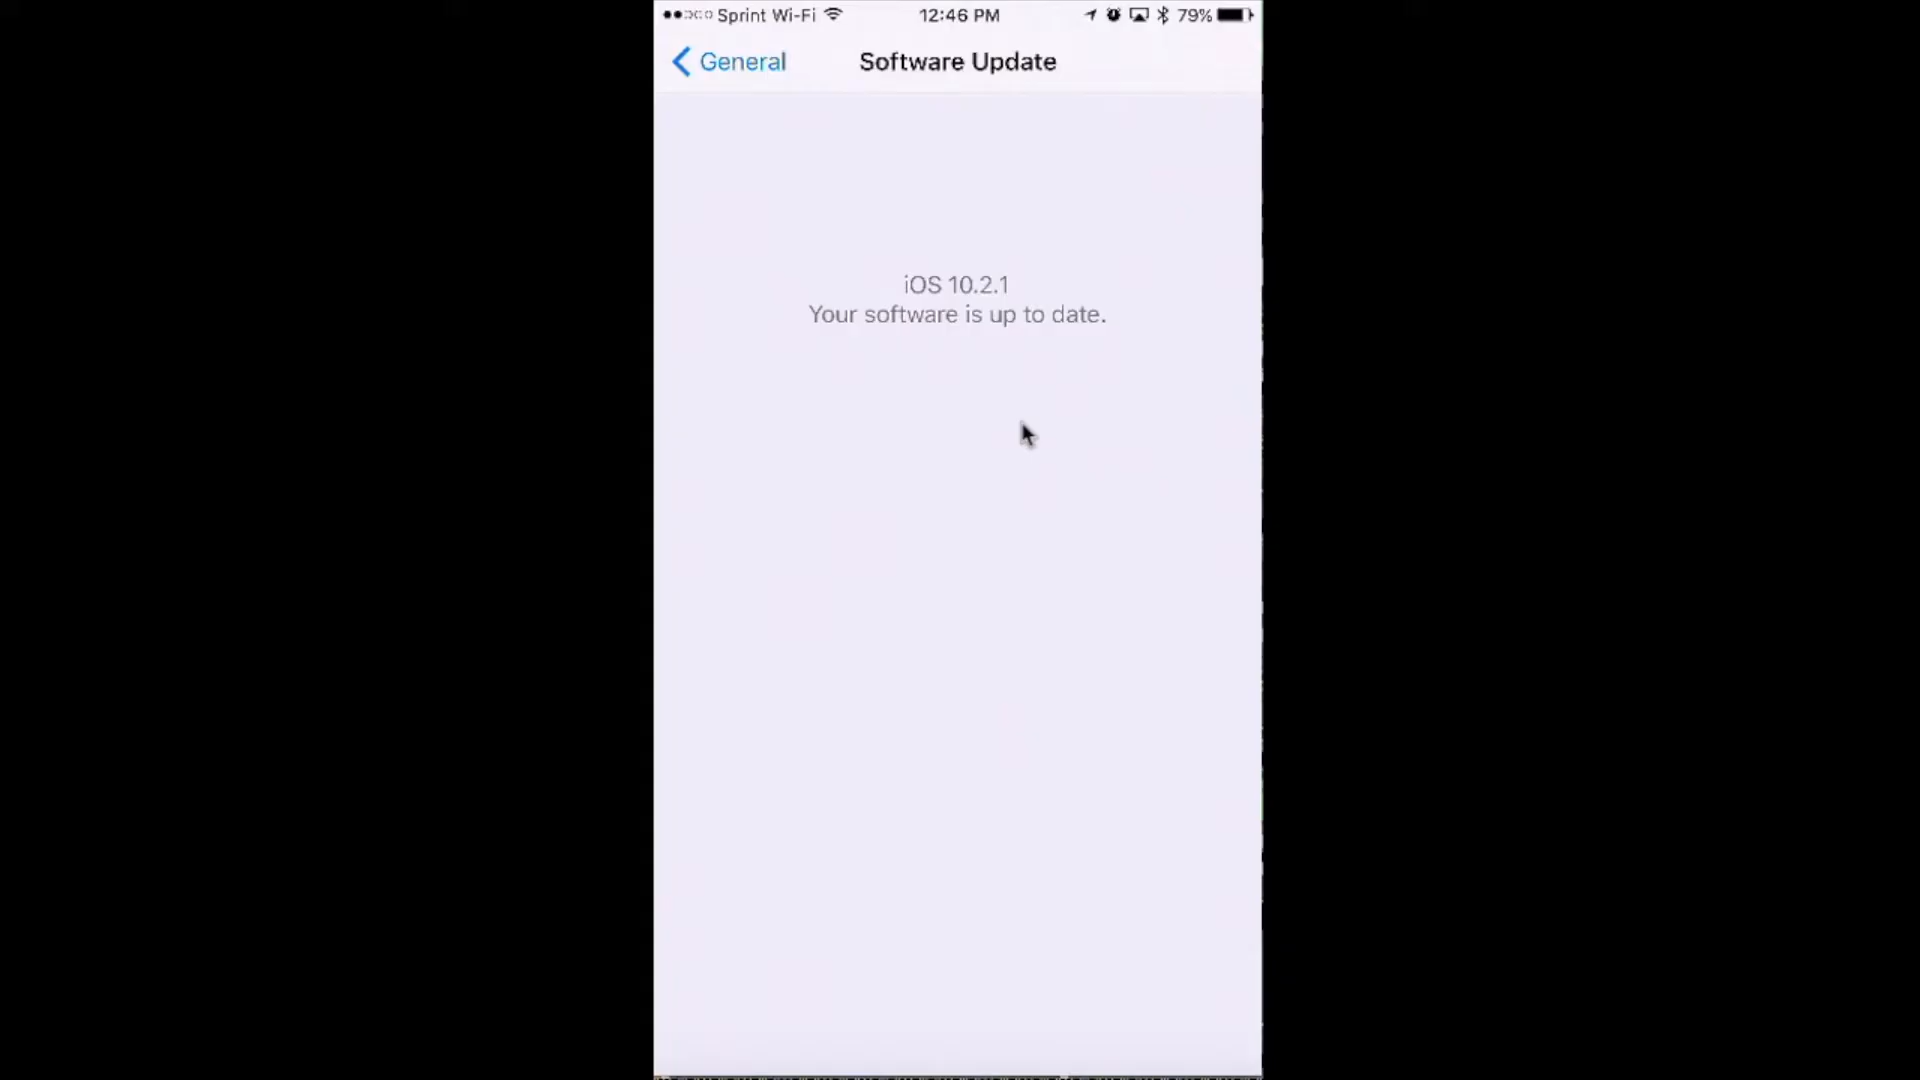 Sprint Wi-Fi 12:46 PM 79%
General Software Update
iOS 10.2.1
Your software is up to date.